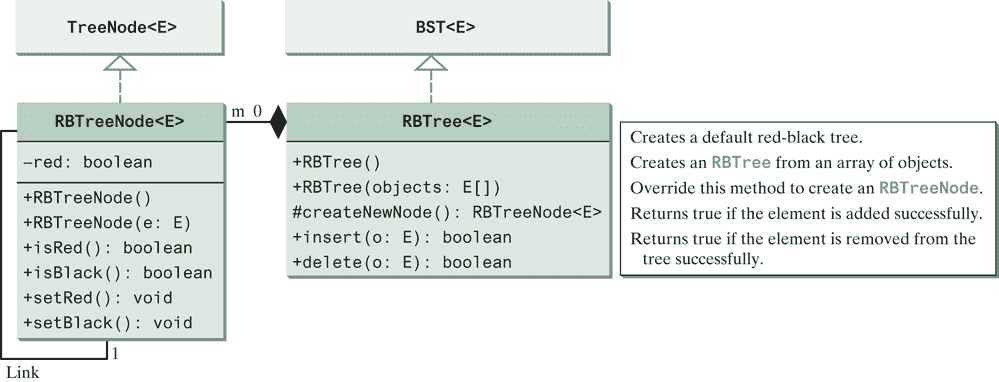 TreeNode<E>
BST<E>
RBTreeNode<E>
m 0
RBTree<E>
–red: boolean
+RBTreeNode()
+RBTreeNode(e: E)
+isRed(): boolean
+isBlack(): boolean
+setRed(): void
+setBlack(): void
1
Link
+RBTree()
+RBTree(objects: E[])
#createNewNode(): RBTreeNode<E>
+insert(o: E): boolean
+delete(o: E): boolean
Creates a default red-black tree.
Creates an RBTree from an array of objects.
Override this method to create an RBTreeNode.
Returns true if the element is added successfully.
Returns true if the element is removed from the
tree successfully.